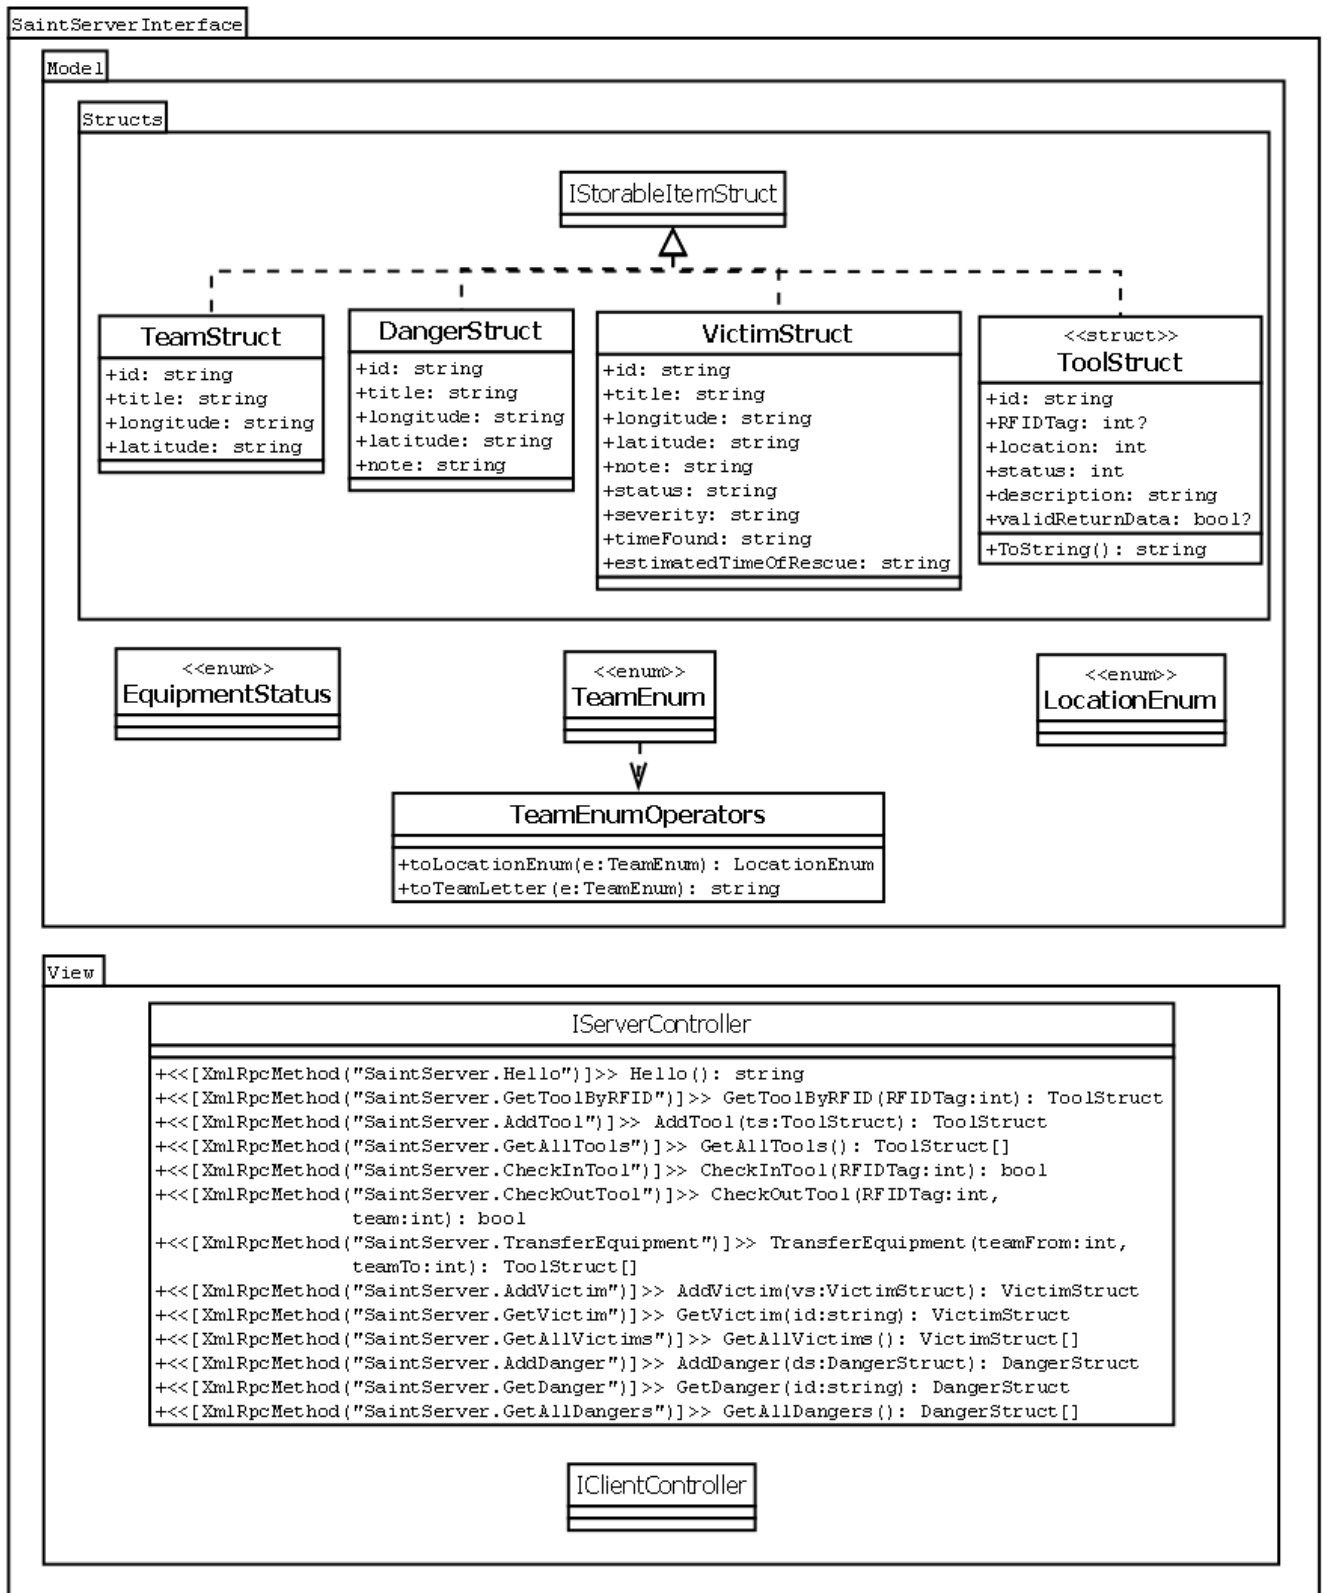 SaintServerInterface
Model
Structs
IStorableItemStruct
TeamStruct
+id: string
+title: string
+longitude: string
+latitude: string
DangerStruct
+id: string
+title: string
+longitude: string
+latitude: string
+note: string
VictimStruct
+id: string
+title: string
+longitude: string
+latitude: string
+note: string
+status: string
+severity: string
+timeFound: string
+estimatedTimeOfRescue: string
<<struct>>
ToolStruct
+id: string
+RFIDTag: int?
+location: int
+status: int
+description: string
+validReturnData: bool?
+ToString(): string
<<enum>>
EquipmentStatus
<<enum>>
TeamEnum
<<enum>>
LocationEnum
TeamEnumOperators
+toLocationEnum(e:TeamEnum): LocationEnum
+toTeamLetter(e:TeamEnum): string
View
IServerController
+<<[XmlRpcMethod("SaintServer.Hello")]>> Hello(): string
+<<[XmlRpcMethod("SaintServer.GetToolByRFID")]>> GetToolByRFID(RFIDTag:int): ToolStruct
+<<[XmlRpcMethod("SaintServer.AddTool")]>> AddTool(ts:ToolStruct): ToolStruct
+<<[XmlRpcMethod("SaintServer.GetAllTools")]>> GetAllTools(): ToolStruct[]
+<<[XmlRpcMethod("SaintServer.CheckInTool")]>> CheckInTool(RFIDTag:int): bool
+<<[XmlRpcMethod("SaintServer.CheckOutTool")]>> CheckOutTool(RFIDTag:int,
team:int): bool
+<<[XmlRpcMethod("SaintServer.TransferEquipment")]>> TransferEquipment(teamFrom:int,
teamTo:int): ToolStruct[]
+<<[XmlRpcMethod("SaintServer.AddVictim")]>> AddVictim(vs:VictimStruct): VictimStruct
+<<[XmlRpcMethod("SaintServer.GetVictim")]>> GetVictim(id:string): VictimStruct
+<<[XmlRpcMethod("SaintServer.GetAllVictims")]>> GetAllVictims(): VictimStruct[]
+<<[XmlRpcMethod("SaintServer.AddDanger")]>> AddDanger(ds:DangerStruct): DangerStruct
+<<[XmlRpcMethod("SaintServer.GetDanger")]>> GetDanger(id:string): DangerStruct
+<<[XmlRpcMethod("SaintServer.GetAllDangers")]>> GetAllDangers(): DangerStruct[]
IClientController